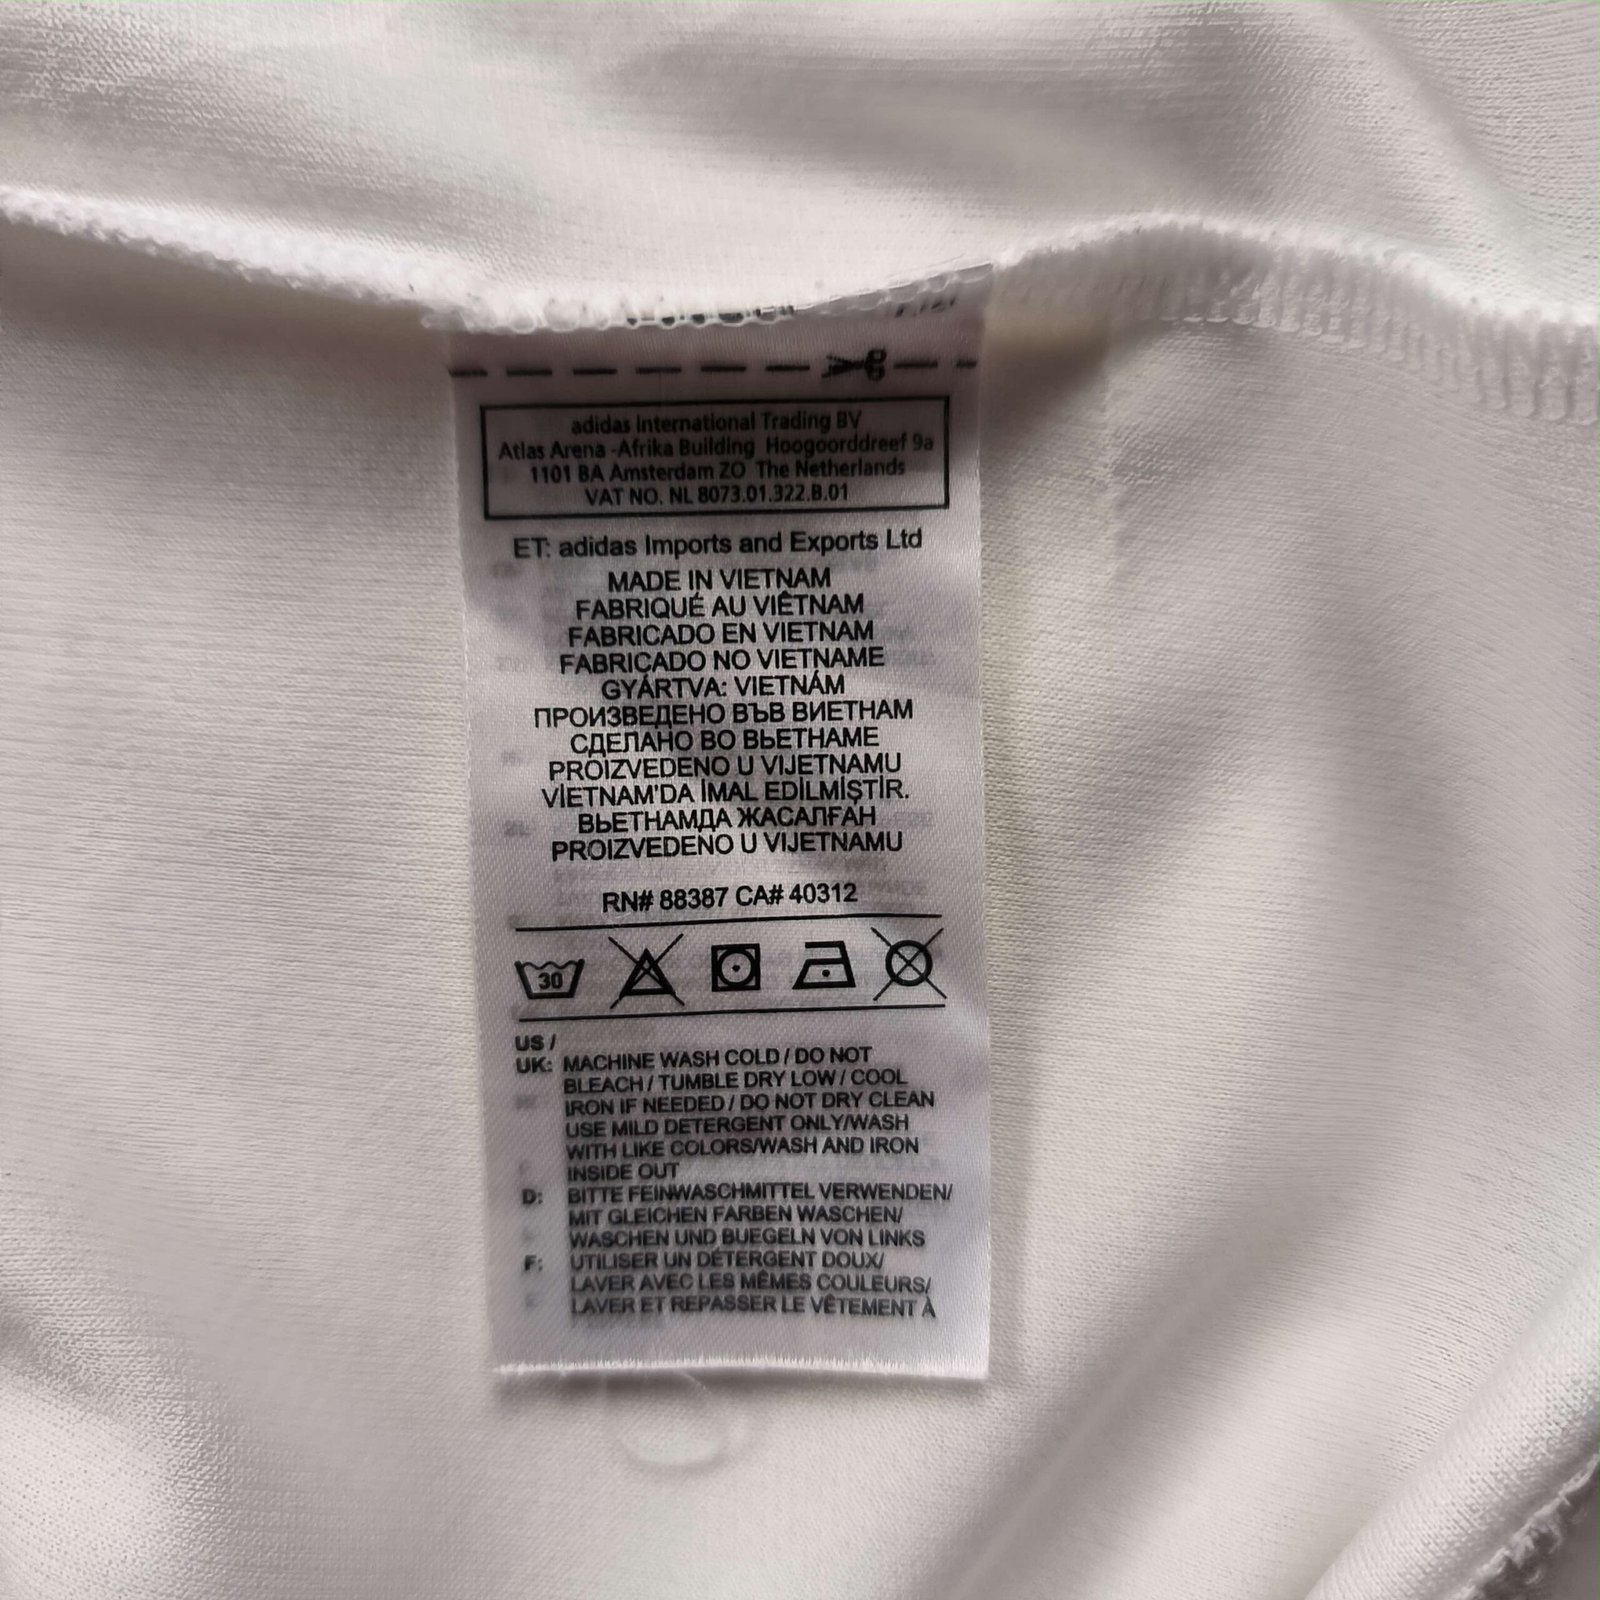 adidas International Trading BV
Atlas Arena -Afrika Building Hoogoorddreef 9a
1101 BA Amsterdam ZO The Netherlands
VAT NO. NL 8073.01.322.B.01
ET: adidas Imports and Exports Ltd
MADE IN VIETNAM
FABRIQUÉ AU VIÊTNAM
FABRICADO EN VIETNAM
FABRICADO NO VIETNAME
GYÁRTVA: VIETNÁM
ПРОИЗВЕДЕНО ВЪВ ВИЕТНАМ
СДЕЛАНО ВО ВЬЕТНАМЕ
PROIZVEDENO U VIJETNAMU
VİETNAM'DA İMAL EDİLMİŞTİR.
ВЬЕТНАМДА ЖАСАЛҒАН
PROIZVEDENO U VIJETNAMU
RN# 88387 CA# 40312
30
US /
UK: MACHINE WASH COLD / DO NOT
BLEACH / TUMBLE DRY LOW / COOL
IRON IF NEEDED / DO NOT DRY CLEAN
USE MILD DETERGENT ONLY/WASH
WITH LIKE COLORS/WASH AND IRON
INSIDE OUT
D: BITTE FEINWASCHMITTEL VERWENDEN/
MIT GLEICHEN FARBEN WASCHEN/
WASCHEN UND BUEGELN VON LINKS
F: UTILISER UN DÉTERGENT DOUX/
LAVER AVEC LES MÊMES COULEURS/
LAVER ET REPASSER LE VÊTEMENT À